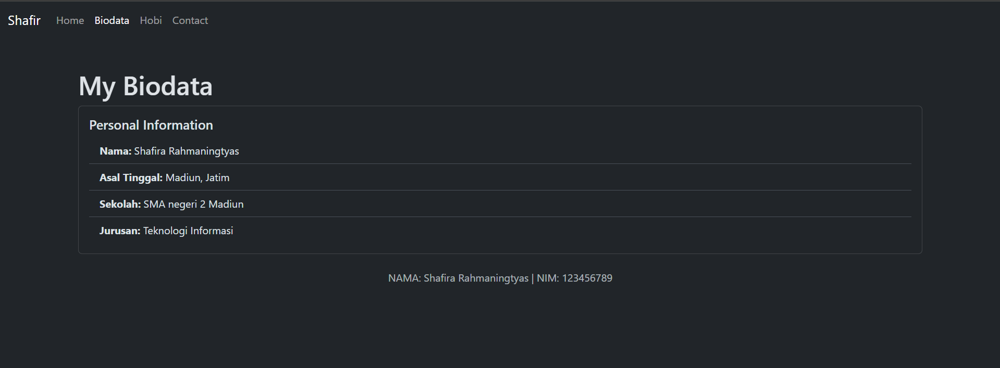 Shafir Home Biodata Hobi Contact
My Biodata
Personal Information
Nama: Shafira Rahmaningtyas
Asal Tinggal: Madiun, Jatim
Sekolah: SMA negeri 2 Madiun
Jurusan: Teknologi Informasi
NAMA: Shafira Rahmaningtyas | NIM: 123456789